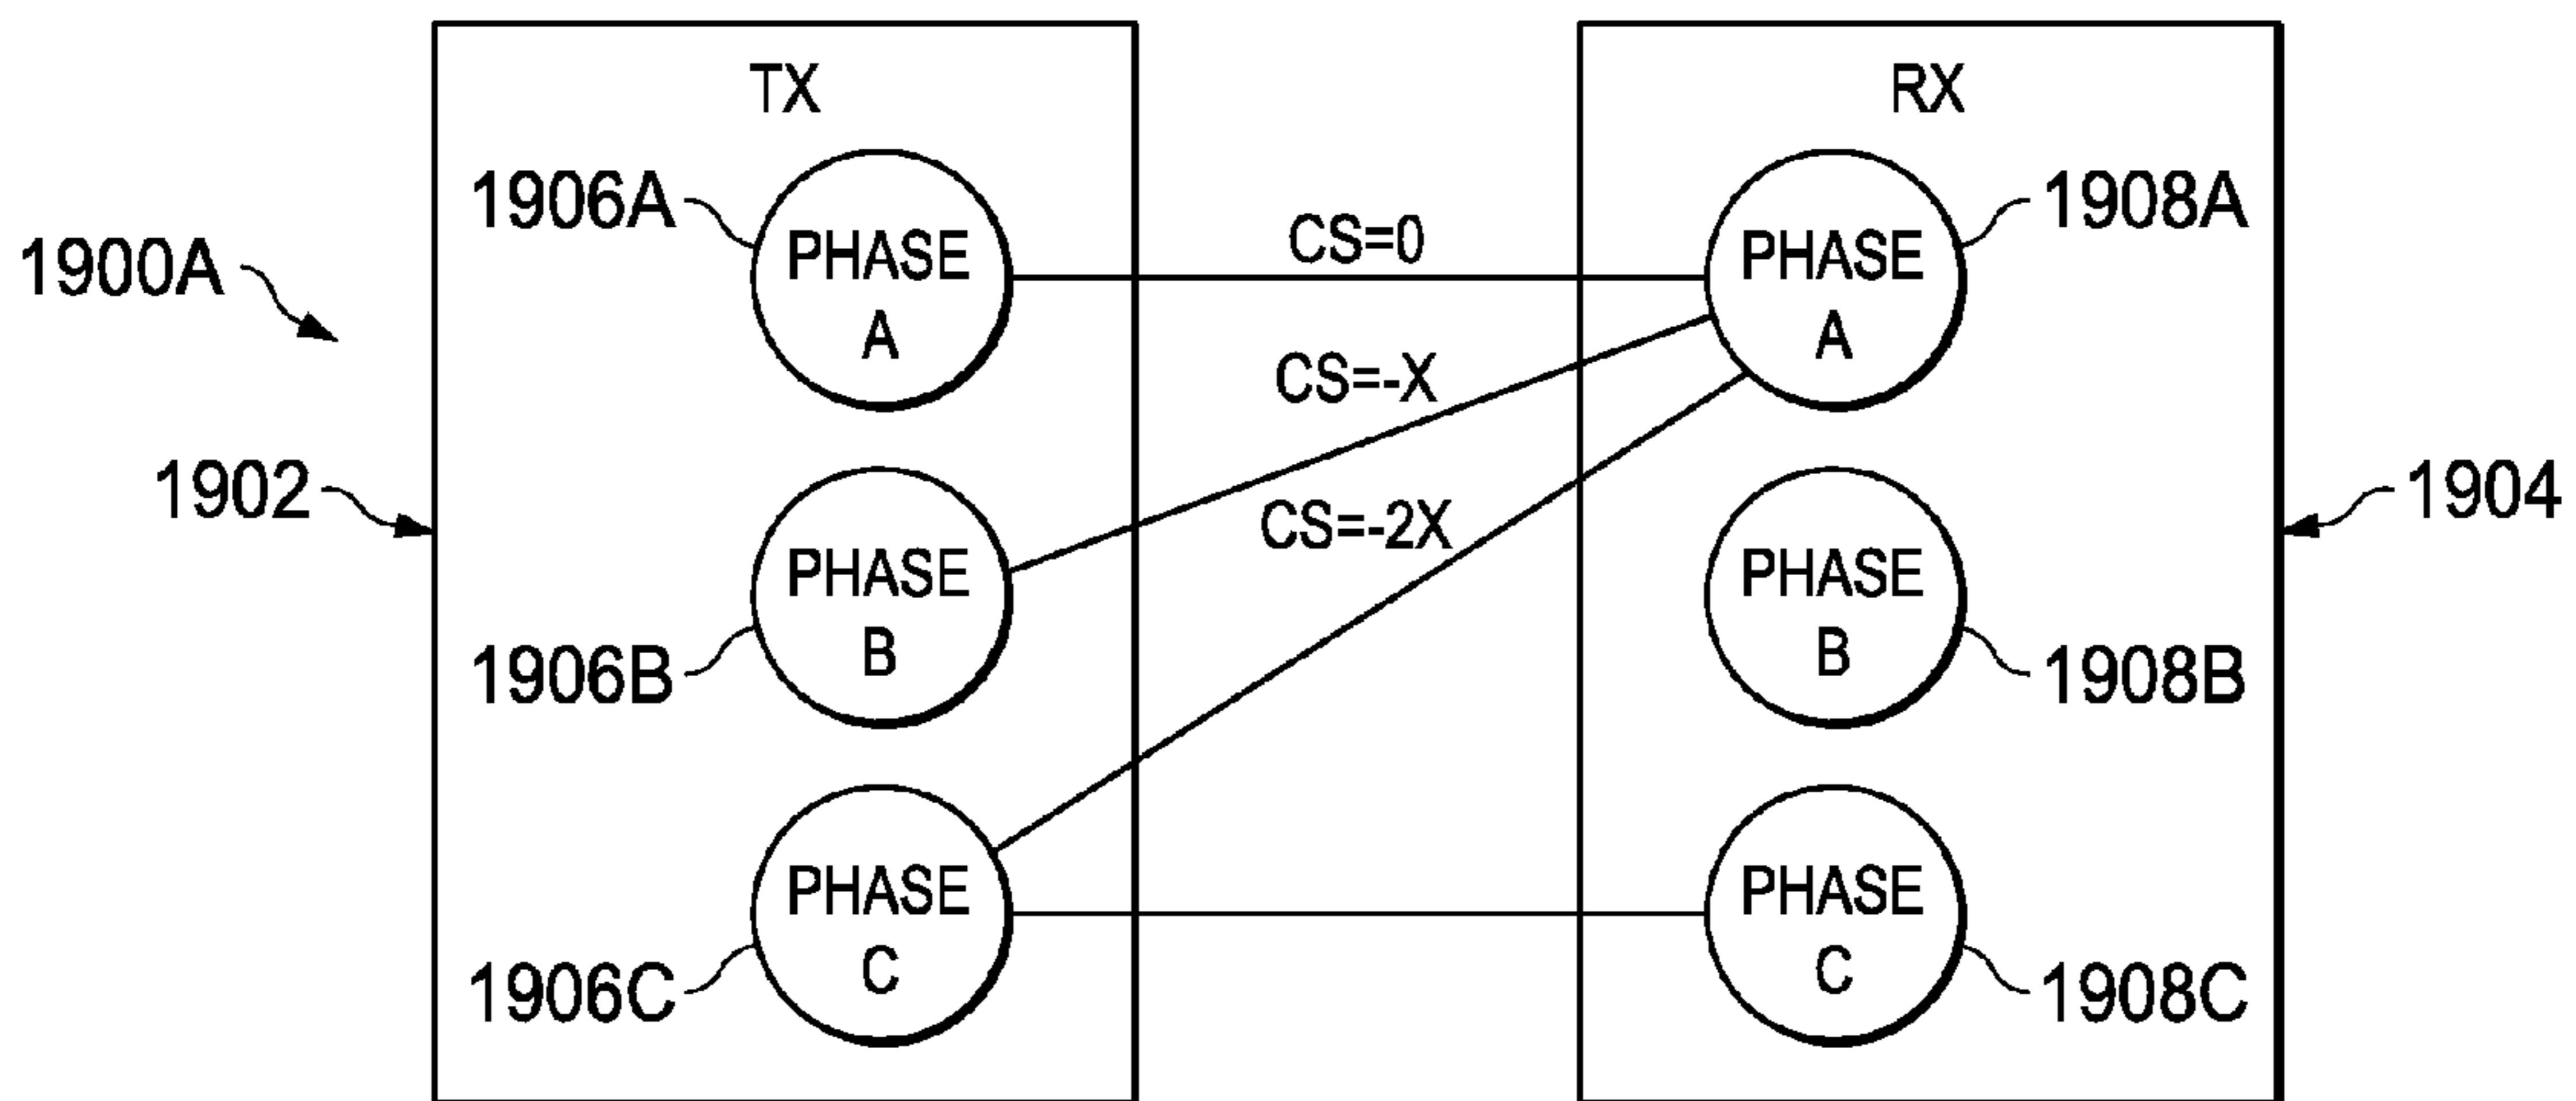 TX
RX
1906A
1908A
PHASE
A
CS=0
PHASE
A
1900A
CS=-X
1902
1904
CS=-2X
PHASE
B
PHASE
B
1906B
1908B
PHASE
C
PHASE
C
1906C
1908C